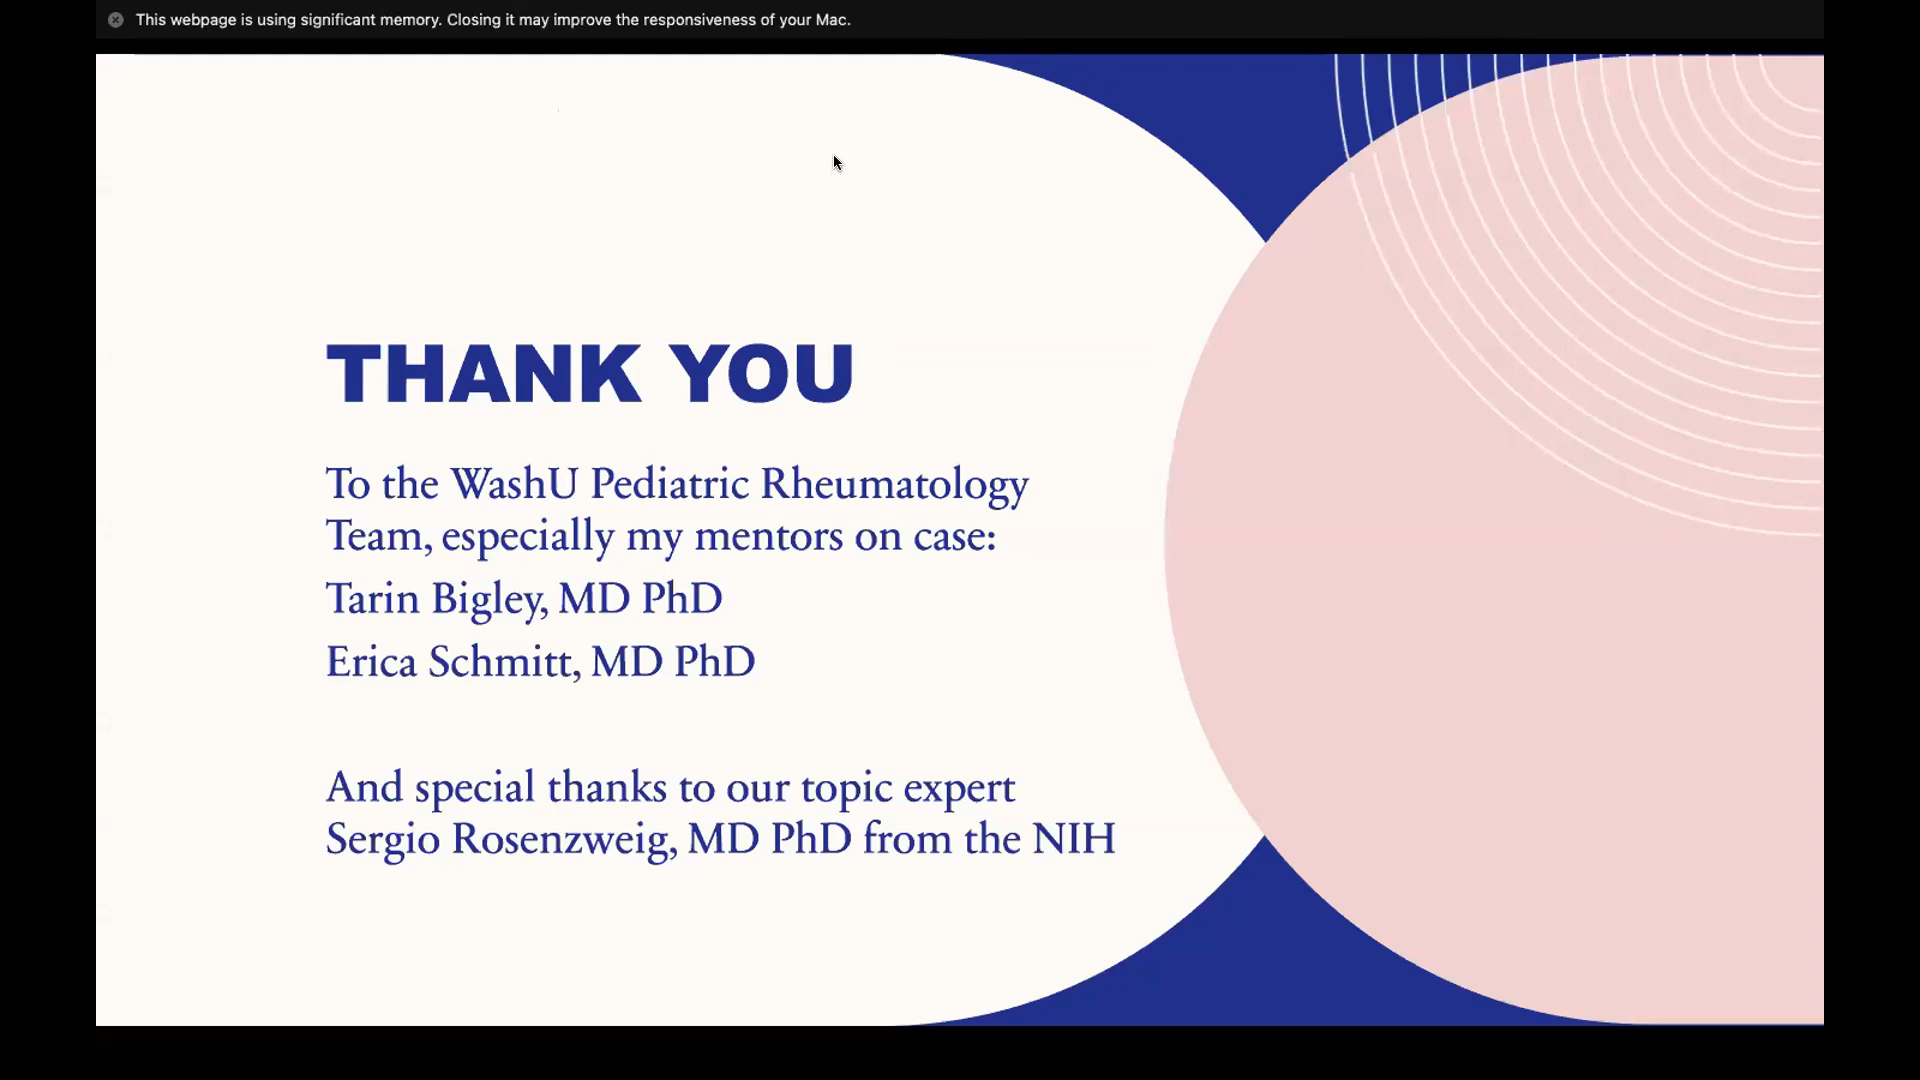 This webpage is using significant memory. Closing it may improve the responsiveness of your Mac.
THANK YOU
To the WashU Pediatric Rheumatology
Team, especially my mentors on case:
Tarin Bigley, MD PhD
Erica Schmitt, MD PhD
And special thanks to our topic expert
Sergio Rosenzweig, MD PhD from the NIH